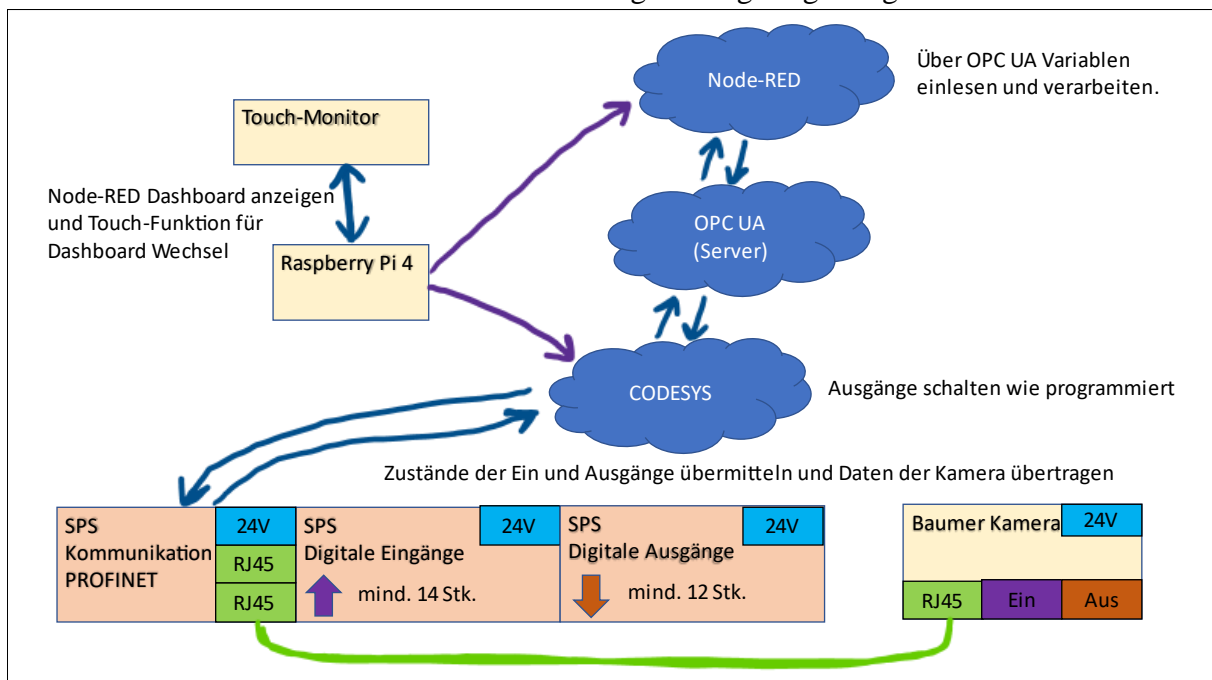 Node-RED
Über OPC UA Variablen
einlesen und verarbeiten.
Touch-Monitor
Node-RED Dashboard anzeigen
und Touch-Funktion für
Dashboard Wechsel
OPC UA
(Server)
Raspberry Pi 4
CODESYS
Ausgänge schalten wie programmiert
Zustände der Ein und Ausgänge übermitteln und Daten der Kamera übertragen
SPS
Kommunikation
PROFINET
24V
RJ45
RJ45
SPS
Digitale Eingänge
24V
mind. 14 Stk.
SPS
Digitale Ausgänge
24V
mind. 12 Stk.
Baumer Kamera
24V
RJ45
Ein
Aus